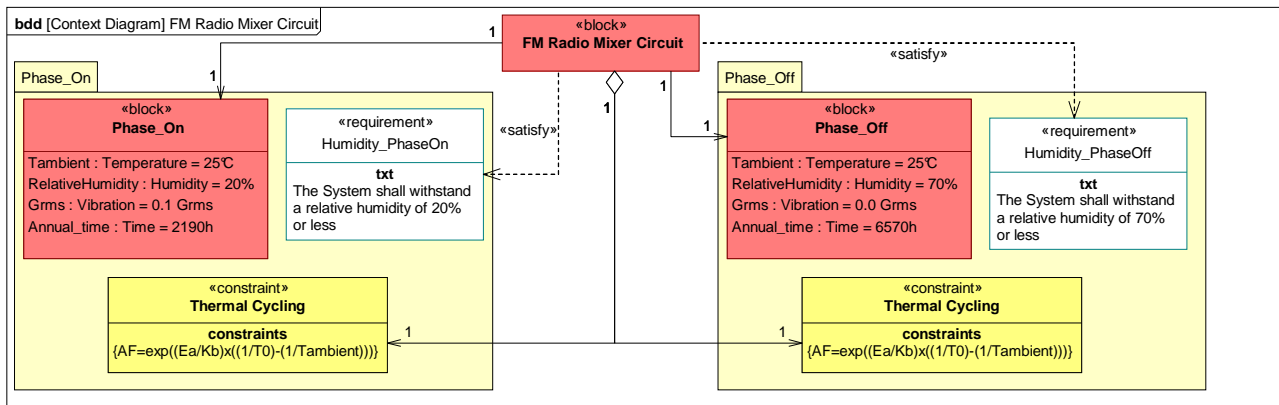 bdd [Context Diagram] FM Radio Mixer Circuit
«block»
FM Radio Mixer Circuit
1
1
1
1
1
«satisfy»
«satisfy»
Phase_On
«block»
Phase_On
Tambient : Temperature = 25℃
RelativeHumidity : Humidity = 20%
Grms : Vibration = 0.1 Grms
Annual_time : Time = 2190h
«requirement»
Humidity_PhaseOn
txt
The System shall withstand
a relative humidity of 20%
or less
«constraint»
Thermal Cycling
constraints
{AF=exp((Ea/Kb)x((1/T0)-(1/Tambient)))}
1
Phase_Off
«block»
Phase_Off
Tambient : Temperature = 25℃
RelativeHumidity : Humidity = 70%
Grms : Vibration = 0.0 Grms
Annual_time : Time = 6570h
«requirement»
Humidity_PhaseOff
txt
The System shall withstand
a relative humidity of 70%
or less
«constraint»
Thermal Cycling
constraints
{AF=exp((Ea/Kb)x((1/T0)-(1/Tambient)))}
1